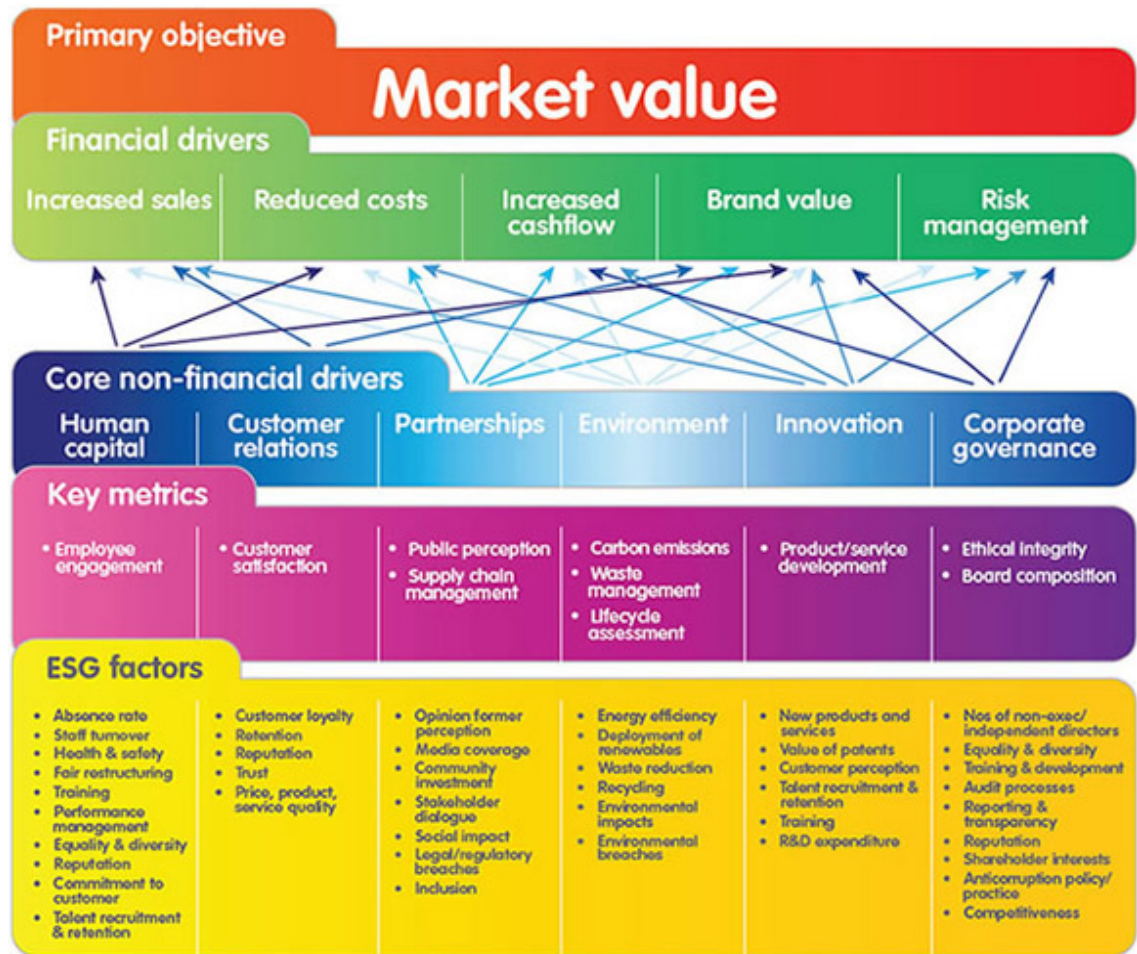 Primary objective
Market value
Financial drivers
Increased sales
Reduced costs
Increased
cashflow
Brand value
Risk
management
Core non-financial drivers
Human
capital
Customer
relations
Partnerships
Environment
Innovation
Corporate
governance
Key metrics
• Employee
engagement
• Customer
satisfaction
• Public perception
• Supply chain
management
• Carbon emissions
• Waste
management
• Lifecycle
assessment
• Product/service
development
• Ethical integrity
• Board composition
ESG factors
• Absence rate
• Staff turnover
• Health & safety
• Fair restructuring
• Training
• Performance
management
• Equality & diversity
• Reputation
• Commitment to
customer
• Talent recruitment
& retention
• Customer loyalty
• Retention
• Reputation
• Trust
• Price, product,
service quality
• Opinion former
perception
• Media coverage
• Community
investment
• Stakeholder
dialogue
• Social impact
• Legal/regulatory
breaches
• Inclusion
• Energy efficiency
• Deployment of
renewables
• Waste reduction
• Recycling
• Environmental
impacts
• Environmental
breaches
• New products and
services
• Value of patents
• Customer perception
• Talent recruitment &
retention
• Training
• R&D expenditure
• Nos of non-exec/
independent directors
• Equality & diversity
• Training & development
• Audit processes
• Reporting &
transparency
• Reputation
• Shareholder interests
• Anticorruption policy/
practice
• Competitiveness